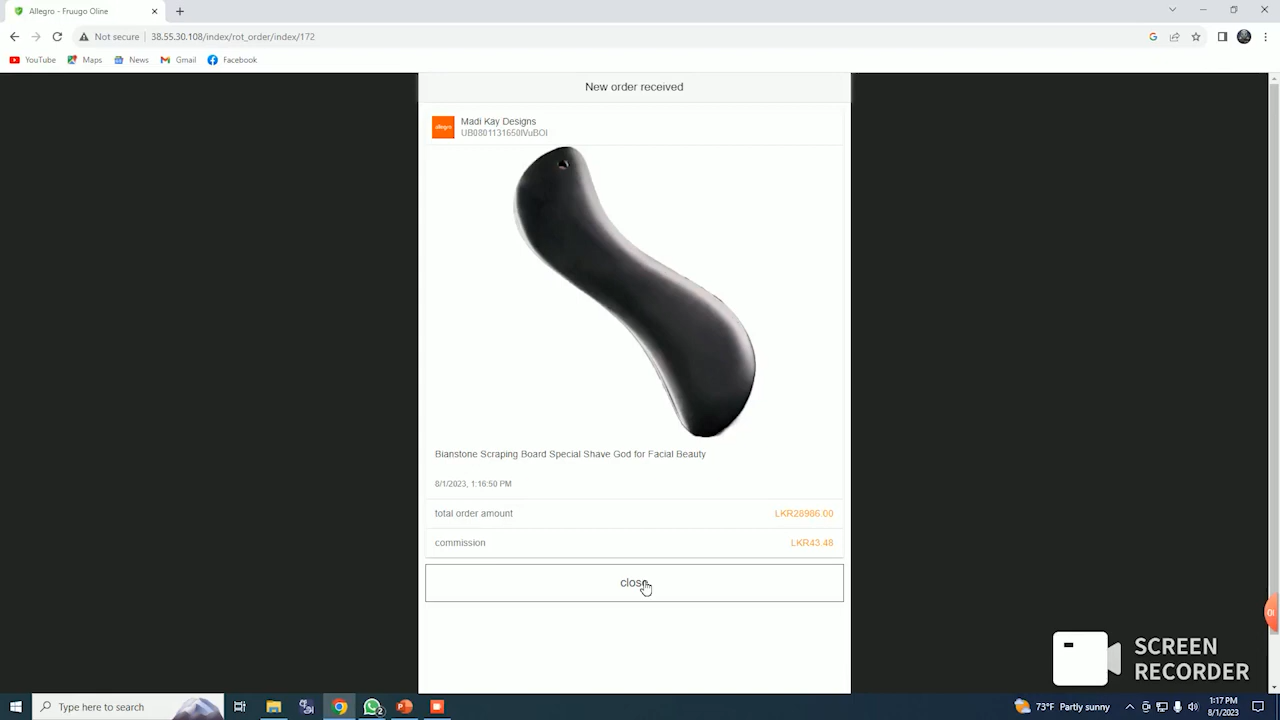 Allegro - Fruugo Oline
Not secure
38.55.30.108/index/rot_order/index/172
YouTube
Maps
News
Gmail
Facebook
New order received
allegro
Madi Kay Designs
UB0801131650IVuBOI
Bianstone Scraping Board Special Shave God for Facial Beauty
8/1/2023, 1:16:50 PM
total order amount
LKR28986.00
commission
LKR43.48
close
SCREEN
RECORDER
Type here to search
2
73°F Partly sunny
1:17 PM
8/1/2023